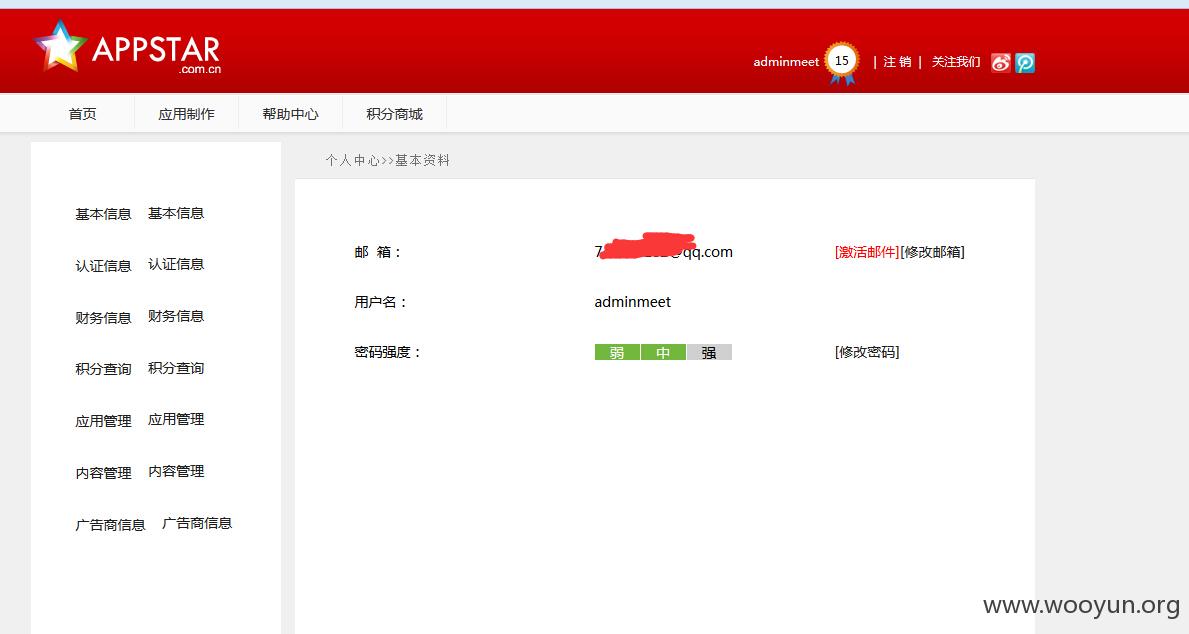 APPSTAR
.com.cn
adminmeet 15 | 注 销 | 关注我们
首页 应用制作 帮助中心 积分商城
个人中心>>基本资料
基本信息 基本信息
认证信息 认证信息
财务信息 财务信息
积分查询 积分查询
应用管理 应用管理
内容管理 内容管理
广告商信息 广告商信息
邮 箱： 7 @qq.com [激活邮件][修改邮箱]
用户名： adminmeet
密码强度： 弱 中 强 [修改密码]
www.wooyun.org